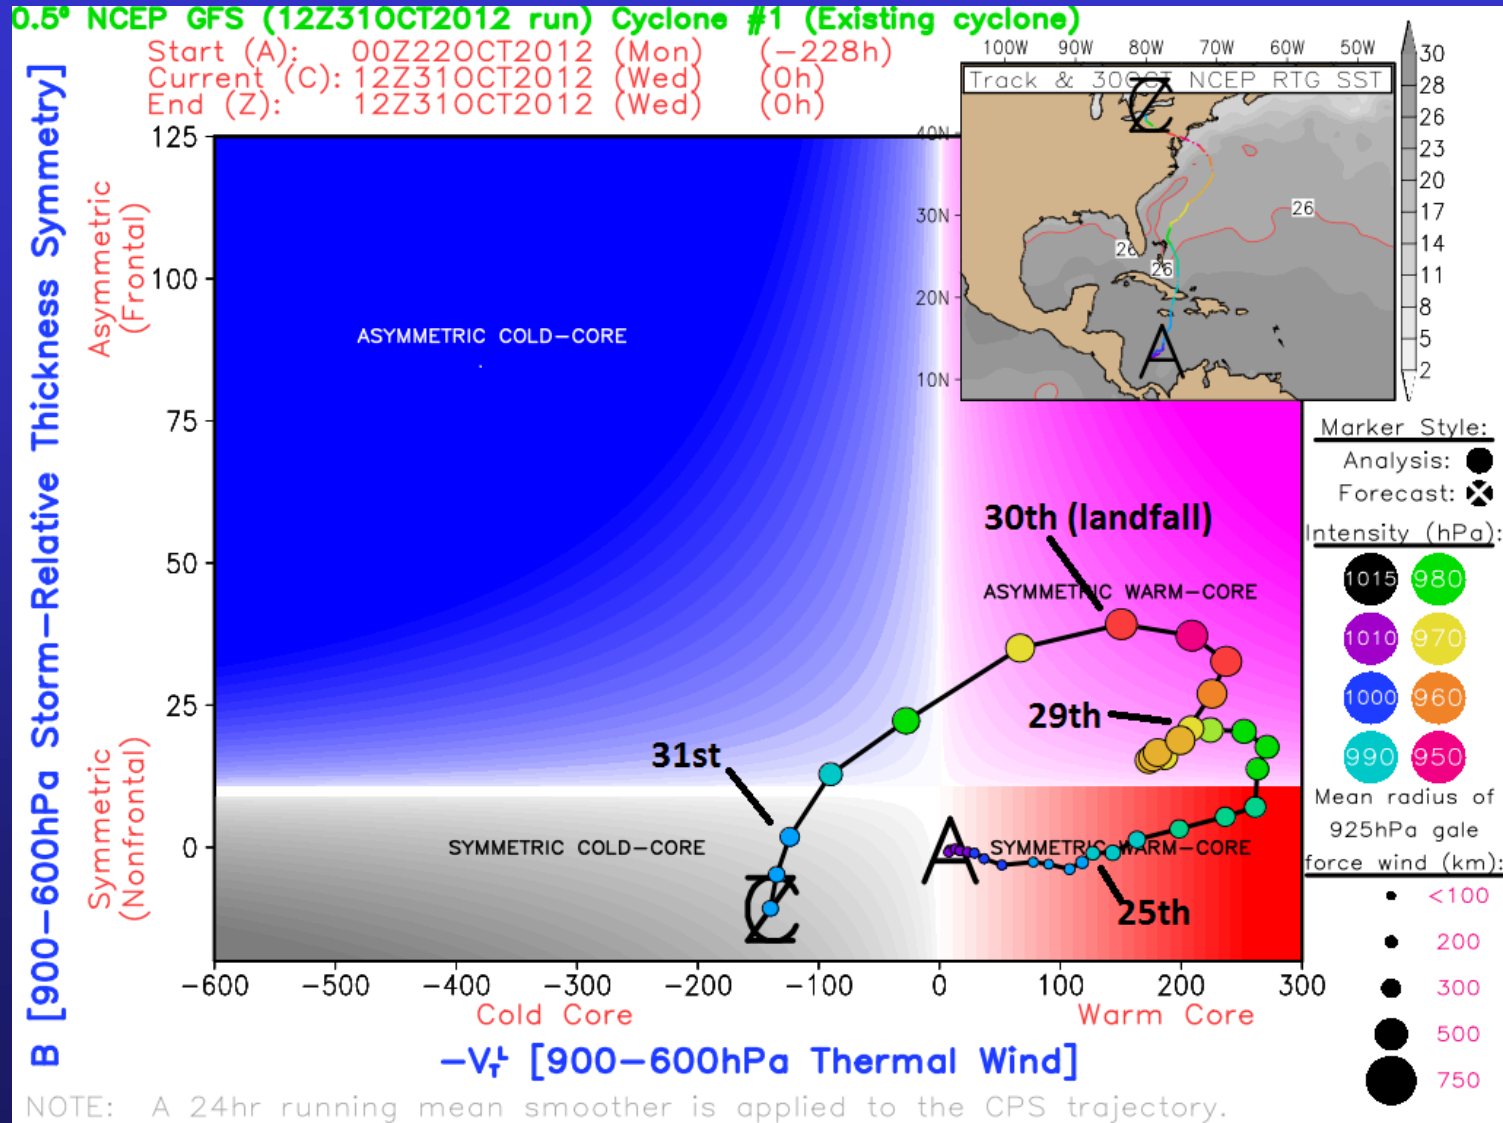 0.5º NCEP GFS (12Z31OCT2012 run) Cyclone #1 (Existing cyclone)
Start (A): 00Z22OCT2012 (Mon) (−228h)
Current (C): 12Z31OCT2012 (Wed) (0h)
End (Z): 12Z31OCT2012 (Wed) (0h)
100W 90W 80W 70W 60W 50W
Track & 30OCT NCEP RTG SST
40N
30N
20N
10N
26
26
26
A
C
Z
30
28
26
23
20
17
14
11
8
5
2
B [900−600hPa Storm−Relative Thickness Symmetry]
Asymmetric
(Frontal)
Symmetric
(Nonfrontal)
125
100
75
50
25
0
ASYMMETRIC COLD−CORE
30th (landfall)
ASYMMETRIC WARM−CORE
29th
31st
SYMMETRIC COLD−CORE
A
SYMMETRIC WARM−CORE
25th
C
Z
−600 −500 −400 −300 −200 −100 0 100 200 300
Cold Core Warm Core
−V_T^L [900−600hPa Thermal Wind]
NOTE: A 24hr running mean smoother is applied to the CPS trajectory.
Marker Style:
Analysis:
Forecast:
Intensity (hPa):
1015 980
1010 970
1000 960
990 950
Mean radius of
925hPa gale
force wind (km):
<100
200
300
500
750